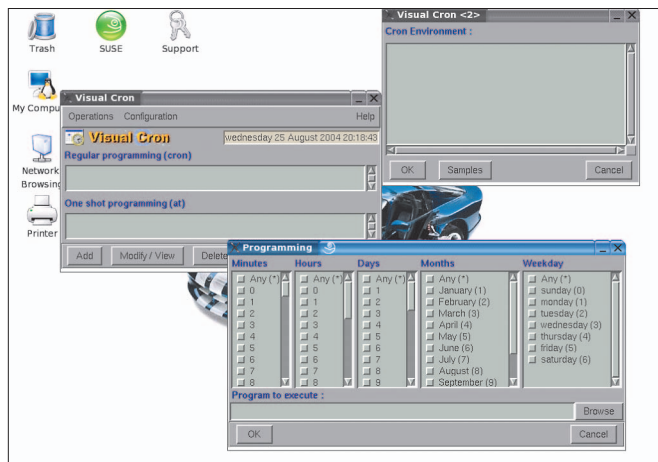 Trash
SUSE
Support
My Compu
Network
Browsing
Printer
Visual Cron <2>
Cron Environment :
OK
Samples
Cancel
Visual Cron
Operations Configuration Help
Visual Cron
wednesday 25 August 2004 20:18:43
Regular programming (cron)
One shot programming (at)
Add
Modify / View
Delete
Programming
Minutes
Any (*)
0
1
2
3
4
5
6
7
8
Hours
Any (*)
0
1
2
3
4
5
6
7
8
Days
Any (*)
1
2
3
4
5
6
7
8
9
Months
Any (*)
January (1)
February (2)
March (3)
April (4)
May (5)
June (6)
July (7)
August (8)
September (9)
Weekday
Any (*)
sunday (0)
monday (1)
tuesday (2)
wednesday (3)
thursday (4)
friday (5)
saturday (6)
Program to execute :
Browse
OK
Cancel